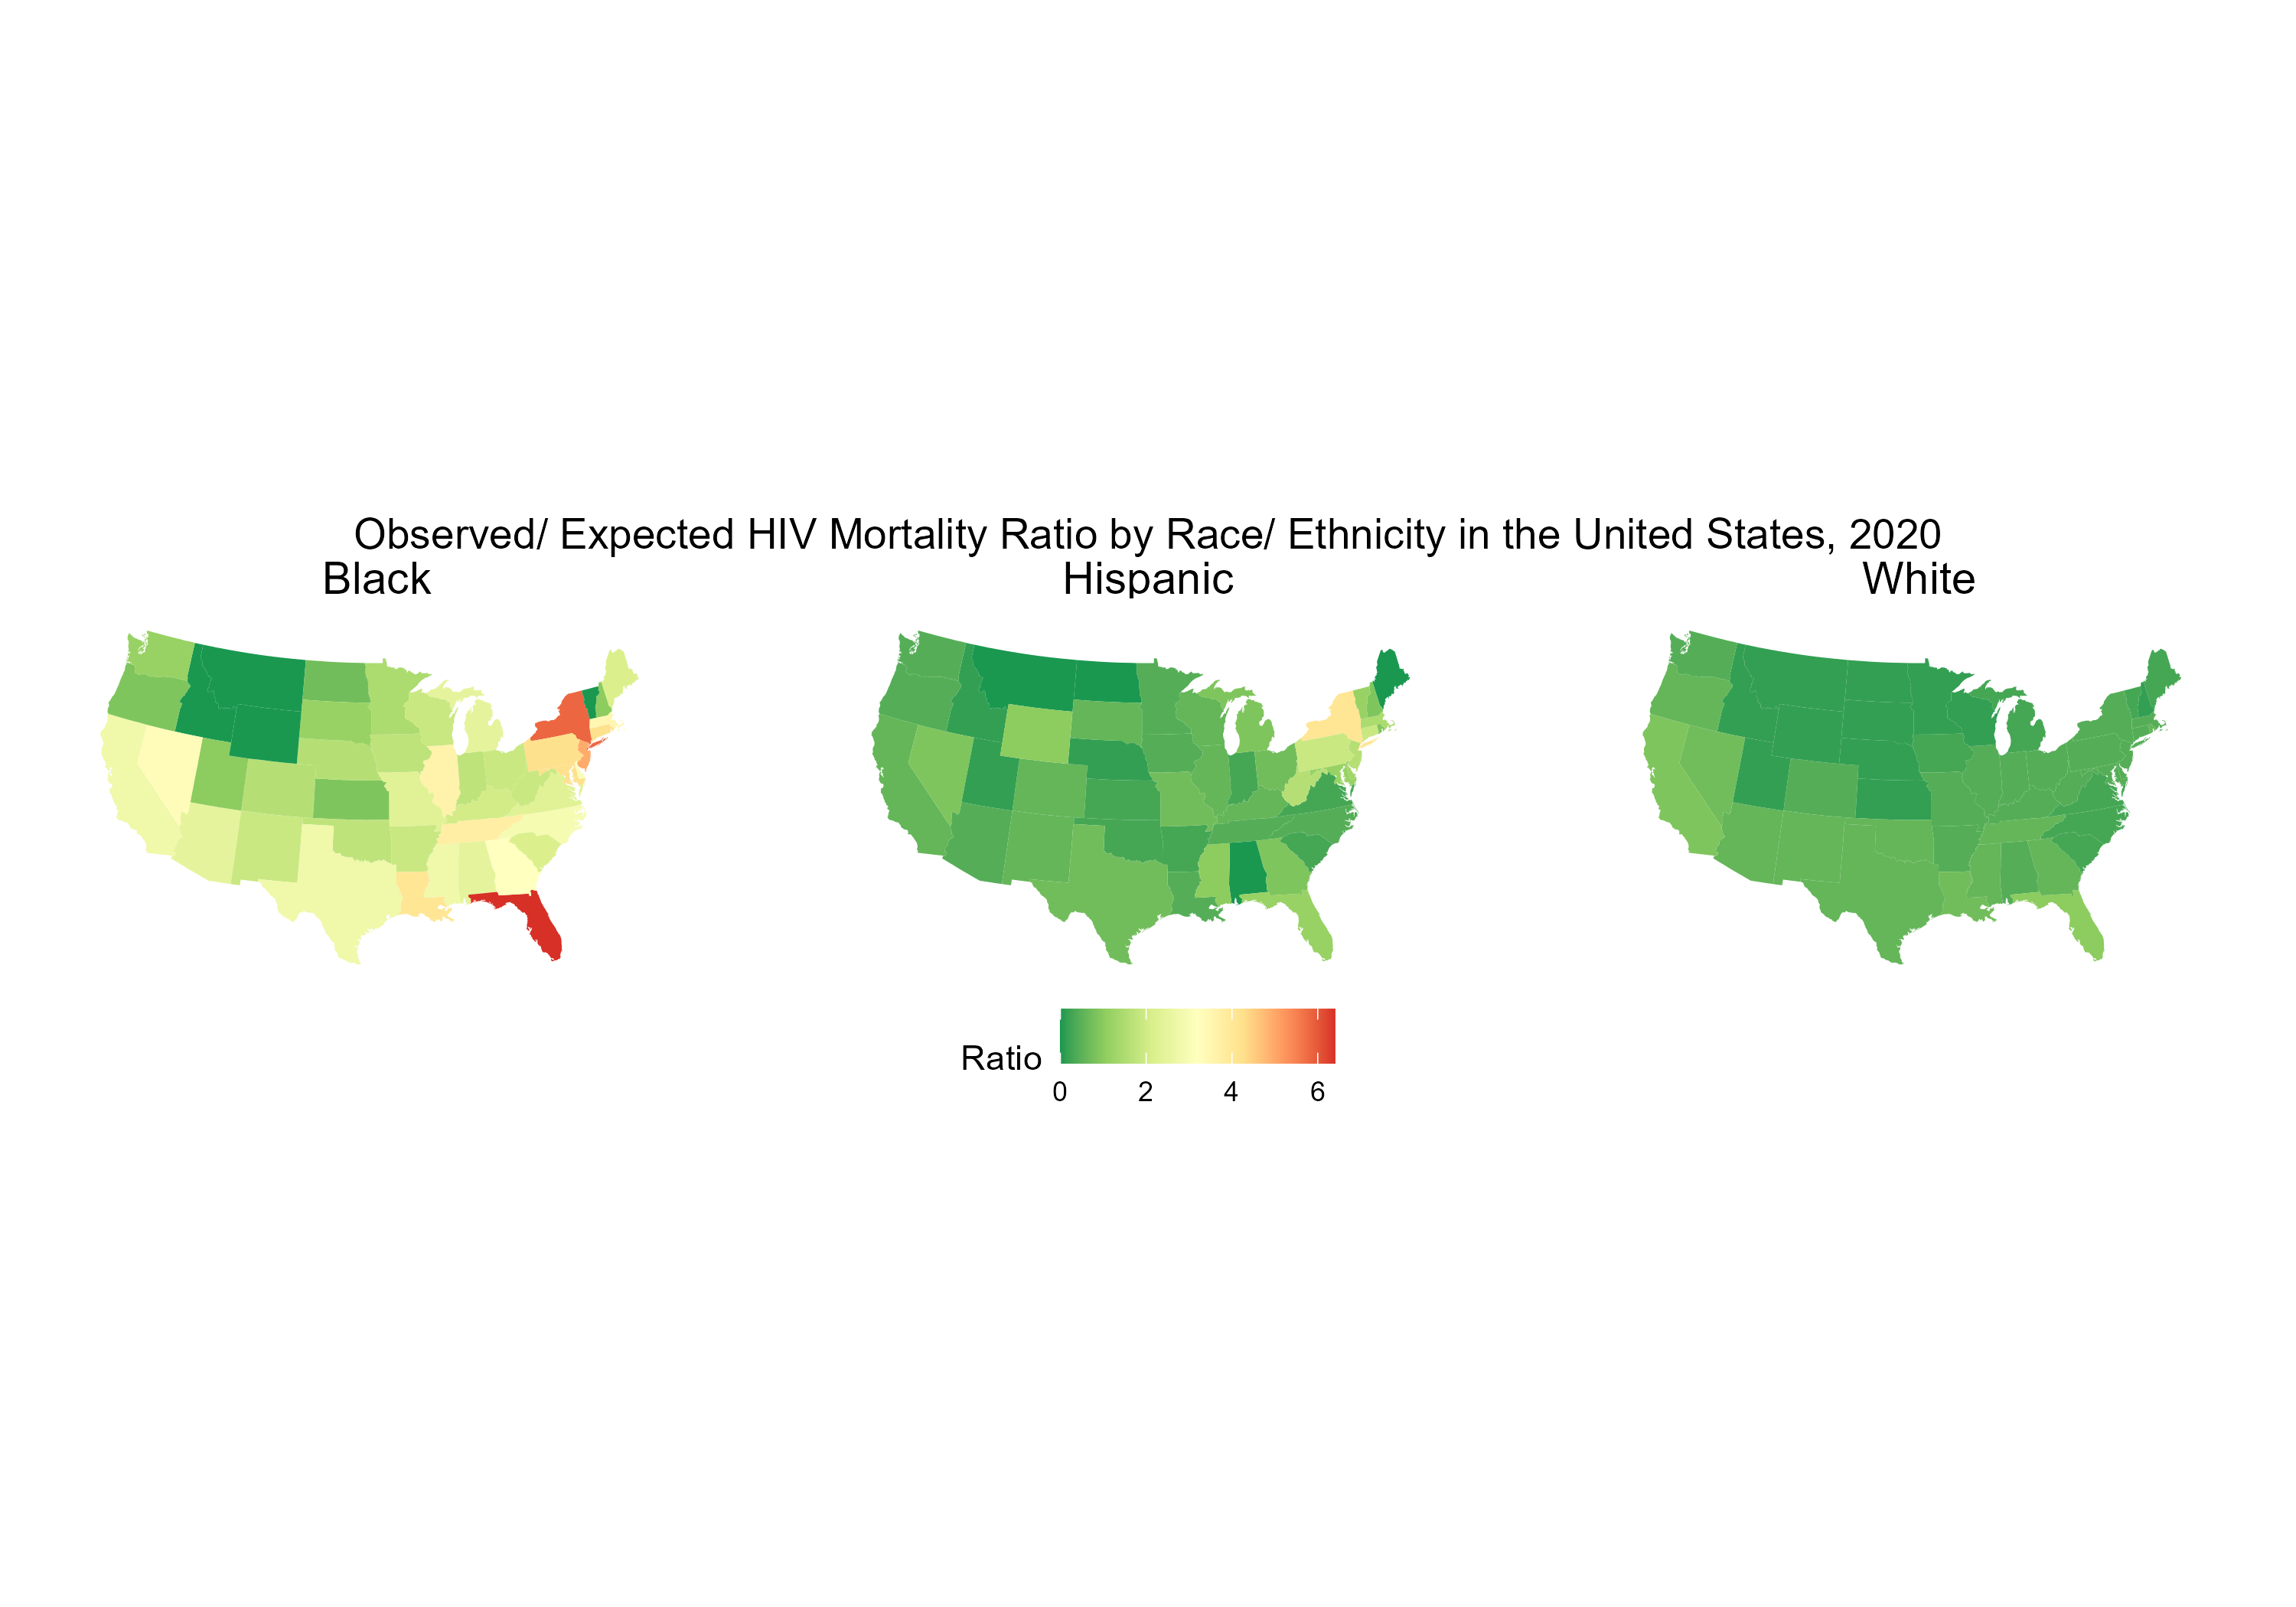 Observed/ Expected HIV Mortality Ratio by Race/ Ethnicity in the United States, 2020
Black Hispanic White
Ratio
0 2 4 6